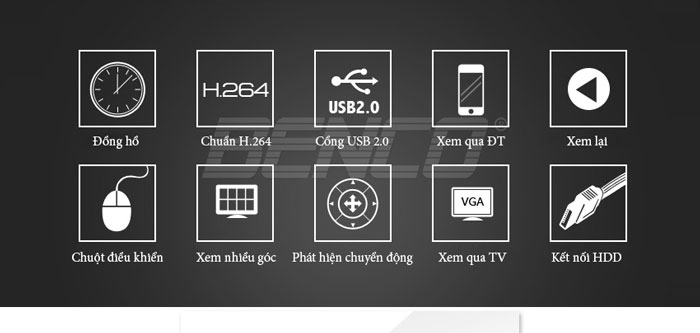 H.264
USB2.0
Đồng hồ
Chuẩn H.264
Cổng USB 2.0
Xem qua ĐT
Xem lại
BENCO®
VGA
Chuột điều khiển
Xem nhiều góc
Phát hiện chuyển động
Xem qua TV
Kết nối HDD